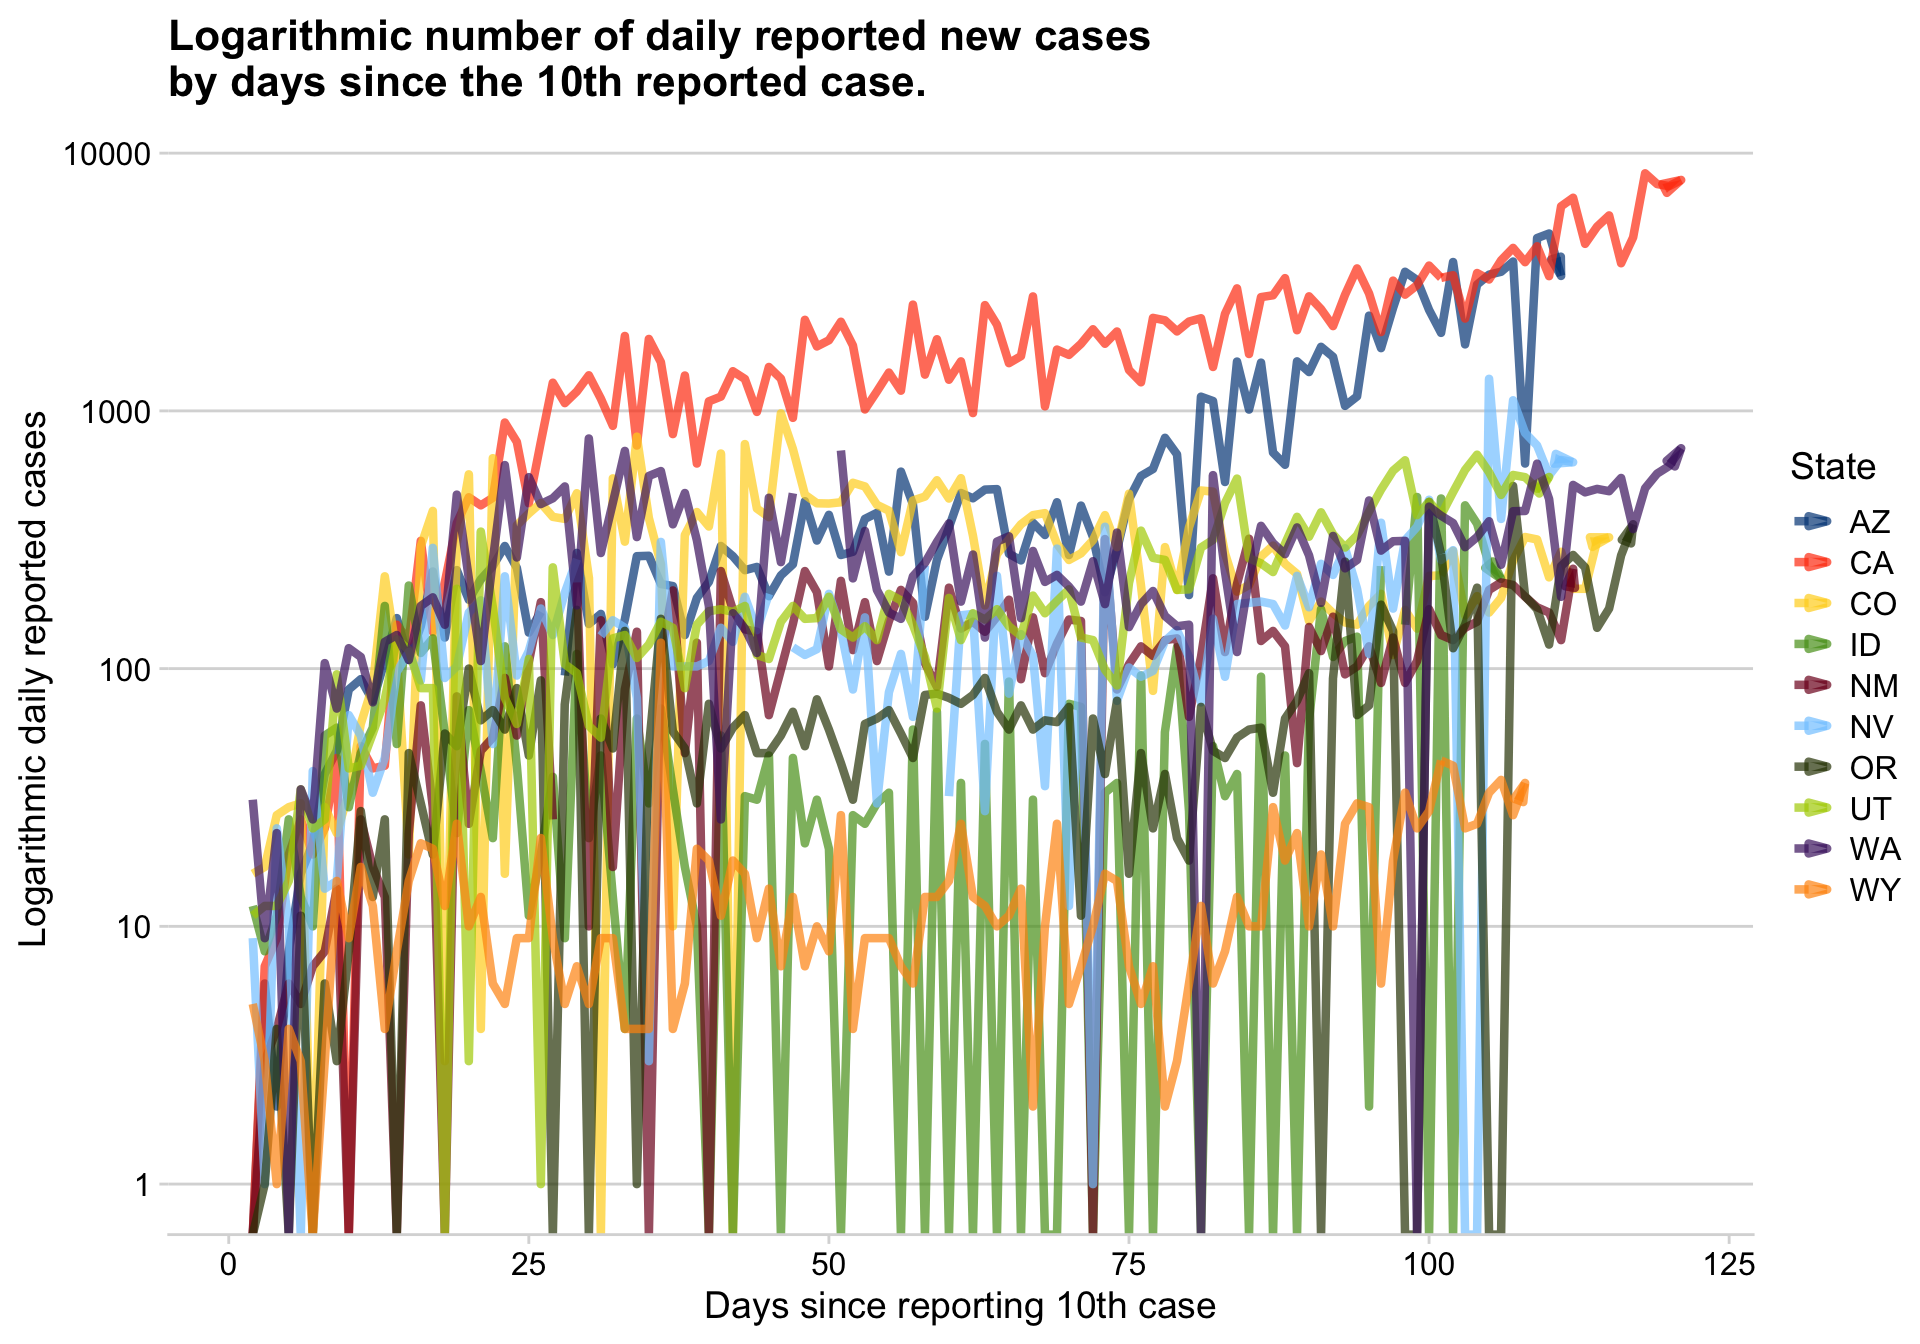 Logarithmic number of daily reported new cases
by days since the 10th reported case.
Logarithmic daily reported cases
10000
1000
100
10
1
0
25
50
75
100
125
Days since reporting 10th case
State
AZ
CA
CO
ID
NM
NV
OR
UT
WA
WY